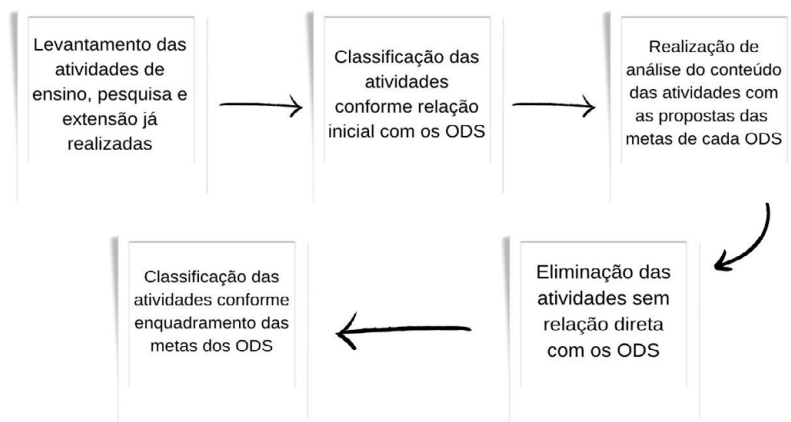 Levantamento das
atividades de
ensino, pesquisa e
extensão já
realizadas
Classificação das
atividades
conforme relação
inicial com os ODS
Realização de
análise do conteúdo
das atividades com
as propostas das
metas de cada ODS
Eliminação das
atividades sem
relação direta
com os ODS
Classificação das
atividades conforme
enquadramento das
metas dos ODS